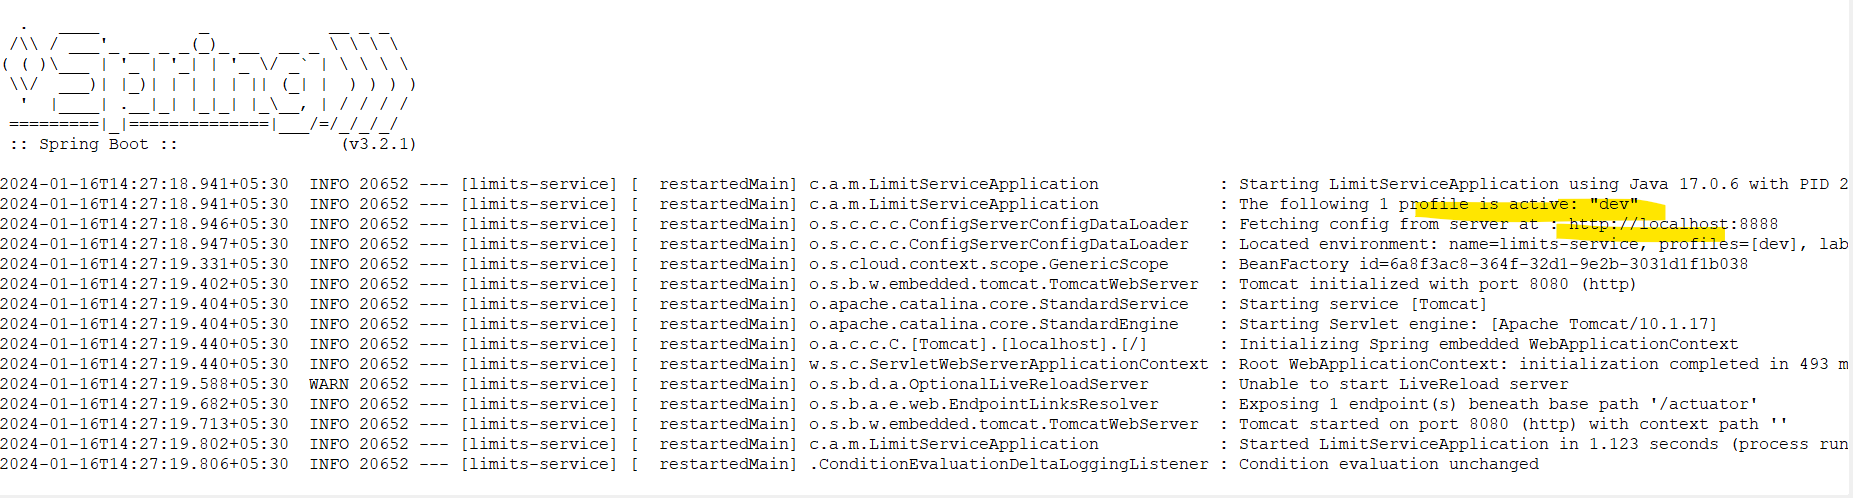 .   ____          _            __ _ _
 /\\ / ___'_ __ _ _(_)_ __  __ _ \ \ \ \
( ( )\___ | '_ | '_| | '_ \/ _` | \ \ \ \
 \\/  ___)| |_)| | | | | || (_| |  ) ) ) )
  '  |____| .__|_| |_|_| |_\__, | / / / /
 =========|_|==============|___/=/_/_/_/
 :: Spring Boot ::                (v3.2.1)
2024-01-16T14:27:18.941+05:30  INFO 20652 --- [limits-service] [  restartedMain] c.a.m.LimitServiceApplication            : Starting LimitServiceApplication using Java 17.0.6 with PID 2
2024-01-16T14:27:18.941+05:30  INFO 20652 --- [limits-service] [  restartedMain] c.a.m.LimitServiceApplication            : The following 1 profile is active: "dev"
2024-01-16T14:27:18.946+05:30  INFO 20652 --- [limits-service] [  restartedMain] o.s.c.c.c.ConfigServerConfigDataLoader   : Fetching config from server at : http://localhost:8888
2024-01-16T14:27:18.947+05:30  INFO 20652 --- [limits-service] [  restartedMain] o.s.c.c.c.ConfigServerConfigDataLoader   : Located environment: name=limits-service, profiles=[dev], lab
2024-01-16T14:27:19.331+05:30  INFO 20652 --- [limits-service] [  restartedMain] o.s.cloud.context.scope.GenericScope     : BeanFactory id=6a8f3ac8-364f-32d1-9e2b-3031d1f1b038
2024-01-16T14:27:19.402+05:30  INFO 20652 --- [limits-service] [  restartedMain] o.s.b.w.embedded.tomcat.TomcatWebServer  : Tomcat initialized with port 8080 (http)
2024-01-16T14:27:19.404+05:30  INFO 20652 --- [limits-service] [  restartedMain] o.apache.catalina.core.StandardService   : Starting service [Tomcat]
2024-01-16T14:27:19.404+05:30  INFO 20652 --- [limits-service] [  restartedMain] o.apache.catalina.core.StandardEngine    : Starting Servlet engine: [Apache Tomcat/10.1.17]
2024-01-16T14:27:19.440+05:30  INFO 20652 --- [limits-service] [  restartedMain] o.a.c.c.C.[Tomcat].[localhost].[/]       : Initializing Spring embedded WebApplicationContext
2024-01-16T14:27:19.440+05:30  INFO 20652 --- [limits-service] [  restartedMain] w.s.c.ServletWebServerApplicationContext : Root WebApplicationContext: initialization completed in 493 m
2024-01-16T14:27:19.588+05:30  WARN 20652 --- [limits-service] [  restartedMain] o.s.b.d.a.OptionalLiveReloadServer       : Unable to start LiveReload server
2024-01-16T14:27:19.682+05:30  INFO 20652 --- [limits-service] [  restartedMain] o.s.b.a.e.web.EndpointLinksResolver      : Exposing 1 endpoint(s) beneath base path '/actuator'
2024-01-16T14:27:19.713+05:30  INFO 20652 --- [limits-service] [  restartedMain] o.s.b.w.embedded.tomcat.TomcatWebServer  : Tomcat started on port 8080 (http) with context path ''
2024-01-16T14:27:19.802+05:30  INFO 20652 --- [limits-service] [  restartedMain] c.a.m.LimitServiceApplication            : Started LimitServiceApplication in 1.123 seconds (process run
2024-01-16T14:27:19.806+05:30  INFO 20652 --- [limits-service] [  restartedMain] .ConditionEvaluationDeltaLoggingListener : Condition evaluation unchanged